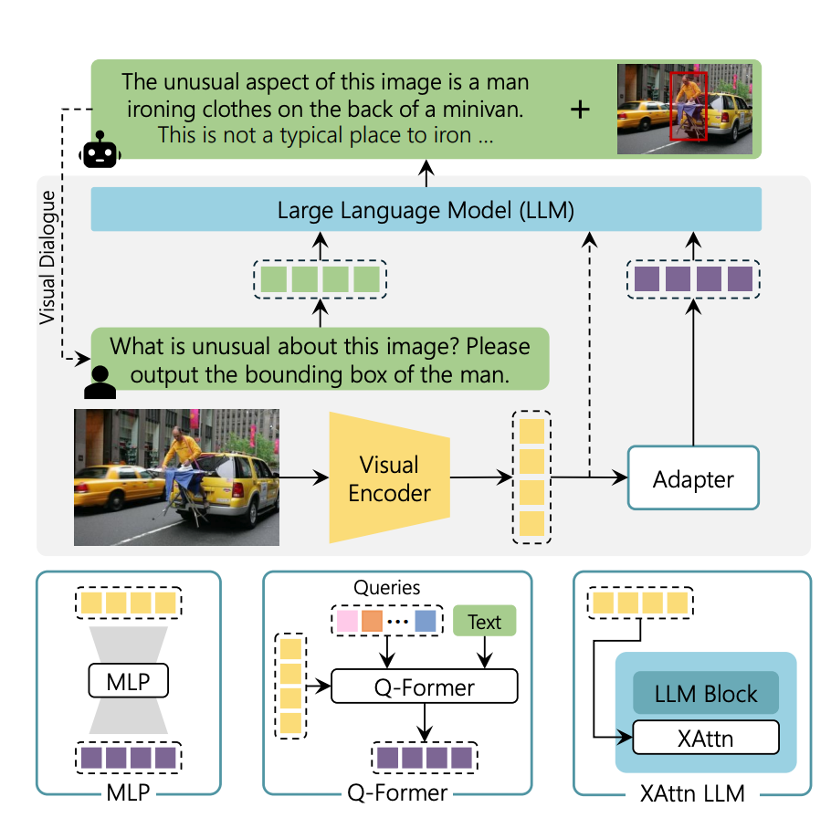 The unusual aspect of this image is a man
ironing clothes on the back of a minivan.
This is not a typical place to iron ...
+
Large Language Model (LLM)
Visual Dialogue
What is unusual about this image? Please
output the bounding box of the man.
Visual
Encoder
Adapter
MLP
MLP
Queries
Text
Q-Former
Q-Former
LLM Block
XAttn
XAttn LLM